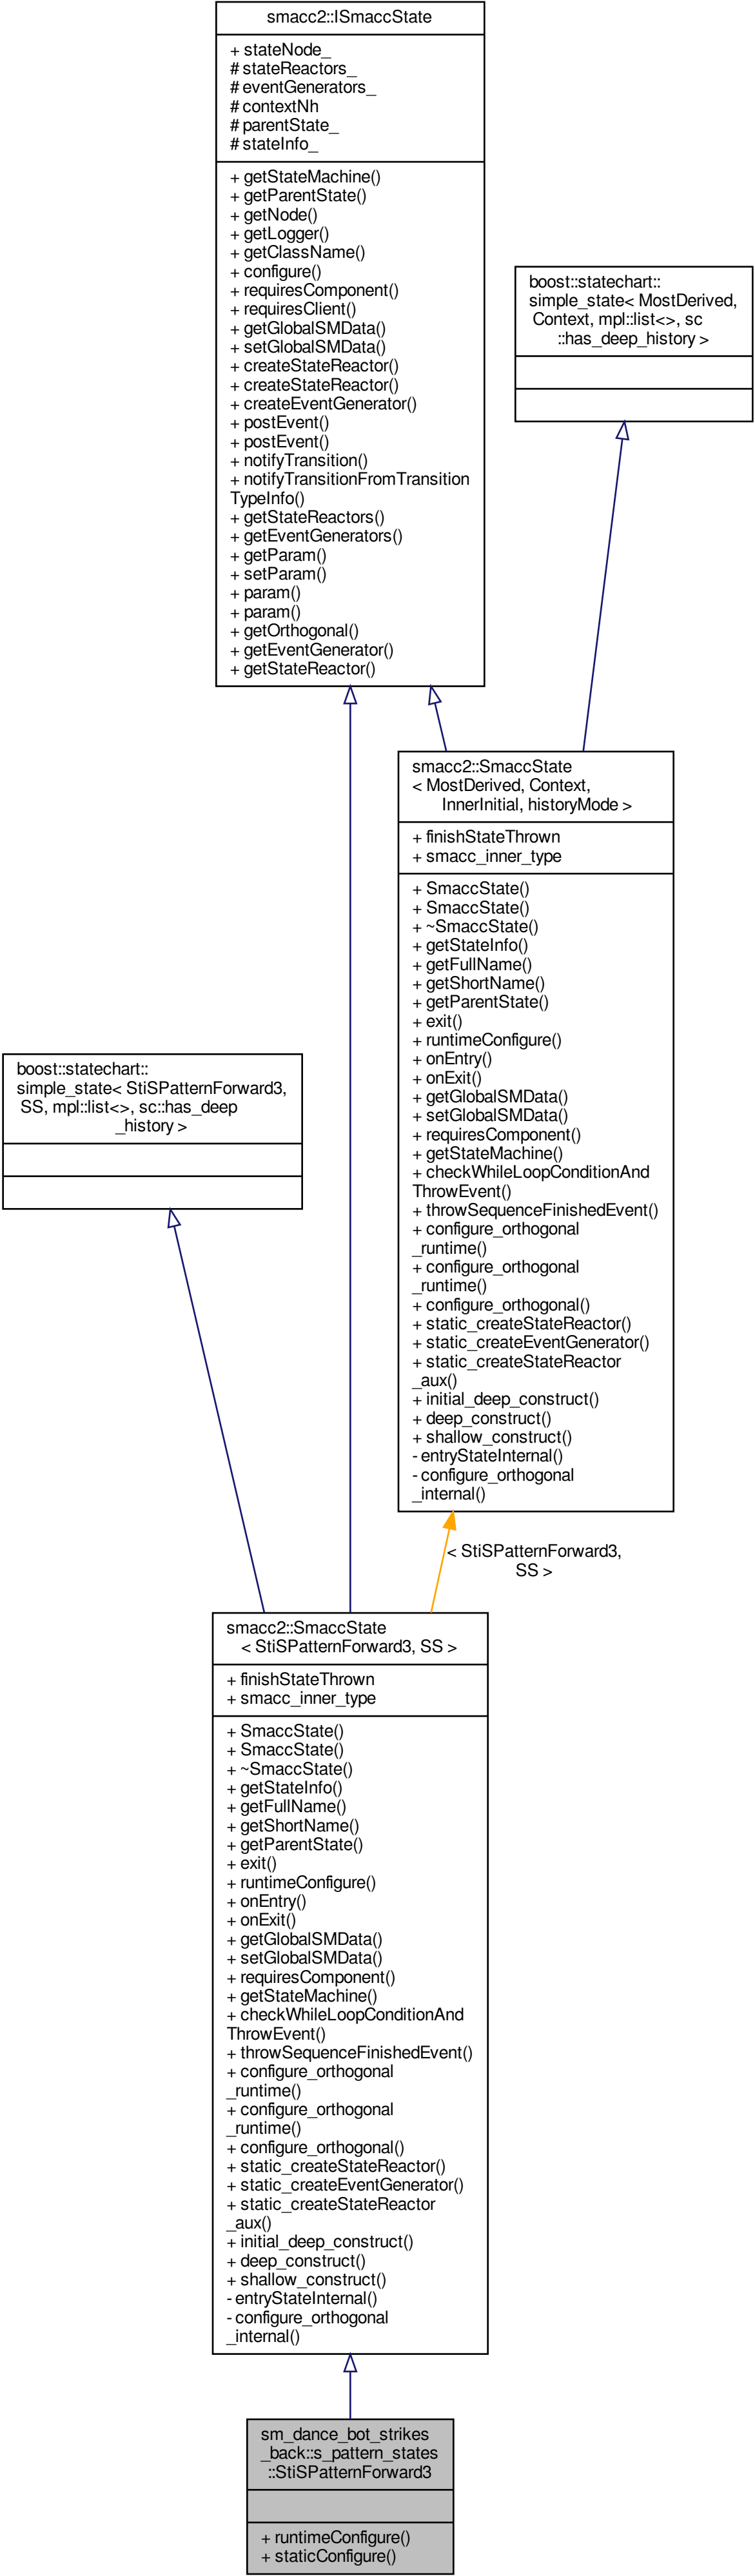 smacc2::ISmaccState
+ stateNode_
# stateReactors_
# eventGenerators_
# contextNh
# parentState_
# stateInfo_
+ getStateMachine()
+ getParentState()
+ getNode()
+ getLogger()
+ getClassName()
+ configure()
+ requiresComponent()
+ requiresClient()
+ getGlobalSMData()
+ setGlobalSMData()
+ createStateReactor()
+ createStateReactor()
+ createEventGenerator()
+ postEvent()
+ postEvent()
+ notifyTransition()
+ notifyTransitionFromTransition
TypeInfo()
+ getStateReactors()
+ getEventGenerators()
+ getParam()
+ setParam()
+ param()
+ param()
+ getOrthogonal()
+ getEventGenerator()
+ getStateReactor()
boost::statechart::
simple_state< MostDerived,
Context, mpl::list<>, sc
::has_deep_history >
smacc2::SmaccState
< MostDerived, Context,
InnerInitial, historyMode >
+ finishStateThrown
+ smacc_inner_type
+ SmaccState()
+ SmaccState()
+ ~SmaccState()
+ getStateInfo()
+ getFullName()
+ getShortName()
+ getParentState()
+ exit()
+ runtimeConfigure()
+ onEntry()
+ onExit()
+ getGlobalSMData()
+ setGlobalSMData()
+ requiresComponent()
+ getStateMachine()
+ checkWhileLoopConditionAnd
ThrowEvent()
+ throwSequenceFinishedEvent()
+ configure_orthogonal
_runtime()
+ configure_orthogonal
_runtime()
+ configure_orthogonal()
+ static_createStateReactor()
+ static_createEventGenerator()
+ static_createStateReactor
_aux()
+ initial_deep_construct()
+ deep_construct()
+ shallow_construct()
- entryStateInternal()
- configure_orthogonal
_internal()
boost::statechart::
simple_state< StiSPatternForward3,
SS, mpl::list<>, sc::has_deep
_history >
< StiSPatternForward3,
SS >
smacc2::SmaccState
< StiSPatternForward3, SS >
+ finishStateThrown
+ smacc_inner_type
+ SmaccState()
+ SmaccState()
+ ~SmaccState()
+ getStateInfo()
+ getFullName()
+ getShortName()
+ getParentState()
+ exit()
+ runtimeConfigure()
+ onEntry()
+ onExit()
+ getGlobalSMData()
+ setGlobalSMData()
+ requiresComponent()
+ getStateMachine()
+ checkWhileLoopConditionAnd
ThrowEvent()
+ throwSequenceFinishedEvent()
+ configure_orthogonal
_runtime()
+ configure_orthogonal
_runtime()
+ configure_orthogonal()
+ static_createStateReactor()
+ static_createEventGenerator()
+ static_createStateReactor
_aux()
+ initial_deep_construct()
+ deep_construct()
+ shallow_construct()
- entryStateInternal()
- configure_orthogonal
_internal()
sm_dance_bot_strikes
_back::s_pattern_states
::StiSPatternForward3
+ runtimeConfigure()
+ staticConfigure()